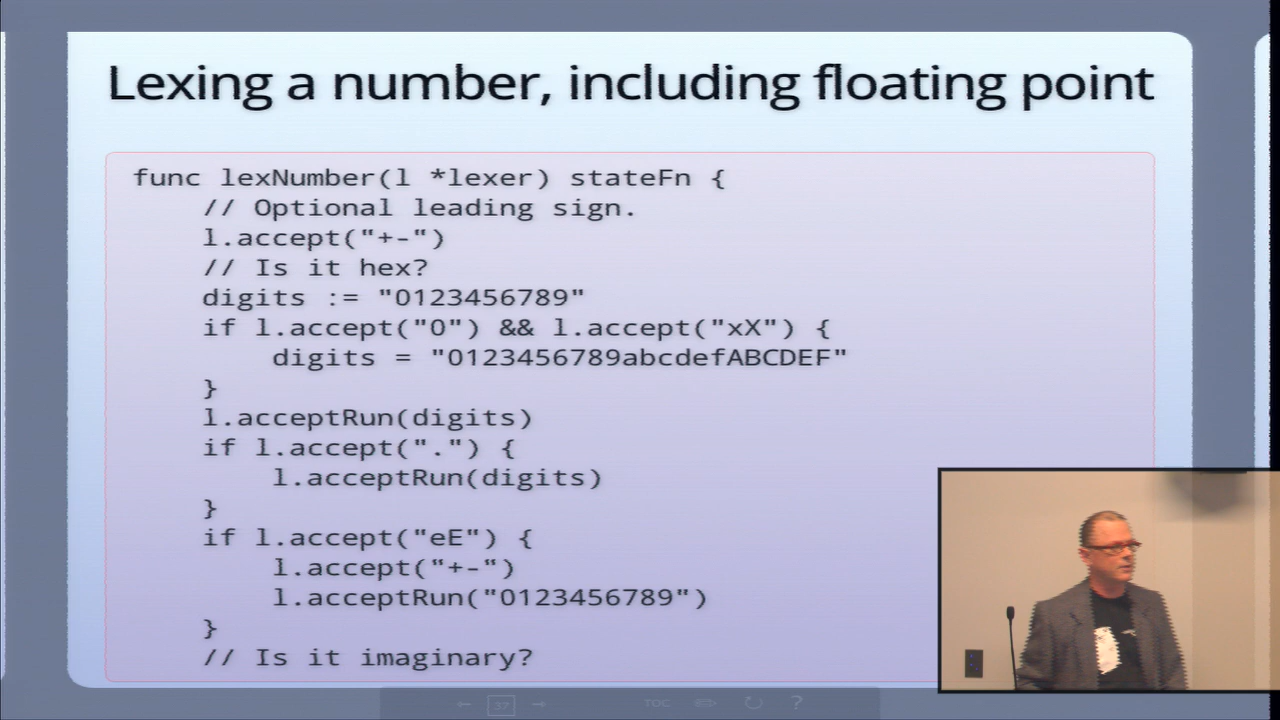 Lexing a number, including floating point
func lexNumber(l *lexer) stateFn {
    // Optional leading sign.
    l.accept("+-")
    // Is it hex?
    digits := "0123456789"
    if l.accept("0") && l.accept("xX") {
        digits = "0123456789abcdefABCDEF"
    }
    l.acceptRun(digits)
    if l.accept(".") {
        l.acceptRun(digits)
    }
    if l.accept("eE") {
        l.accept("+-")
        l.acceptRun("0123456789")
    }
    // Is it imaginary?
37 TOC ?